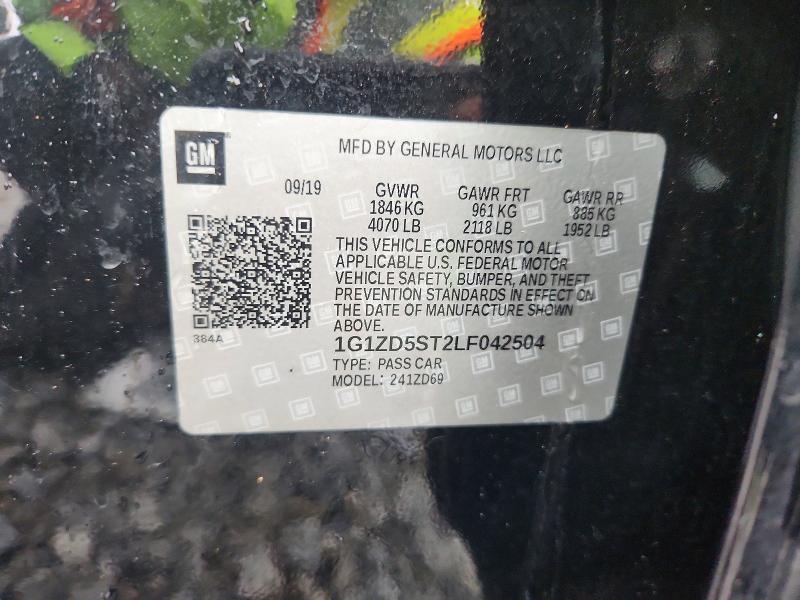 GM
MFD BY GENERAL MOTORS LLC
09/19 GVWR GAWR FRT GAWR RR
1846 KG 961 KG 885 KG
4070 LB 2118 LB 1952 LB
THIS VEHICLE CONFORMS TO ALL
APPLICABLE U.S. FEDERAL MOTOR
VEHICLE SAFETY, BUMPER, AND THEFT
PREVENTION STANDARDS IN EFFECT ON
THE DATE OF MANUFACTURE SHOWN
ABOVE.
384A
1G1ZD5ST2LF042504
TYPE: PASS CAR
MODEL: 241ZD69